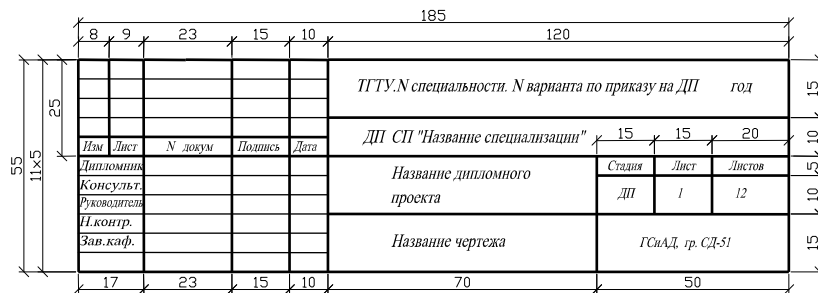 185
8 9 23 15 10 120
ТГТУ.N специальности. N варианта по приказу на ДП год
15
25
ДП СП "Название специализации" 15 15 20
10
Изм Лист N докум Подпись Дата
55
11×5
Дипломник
Название дипломного
проекта
Стадия Лист Листов
5
Консульт.
ДП 1 12
10
Руководитель
Н.контр.
Зав.каф.
Название чертежа
ГСиАД, гр. СД-51
15
17 23 15 10 70 50